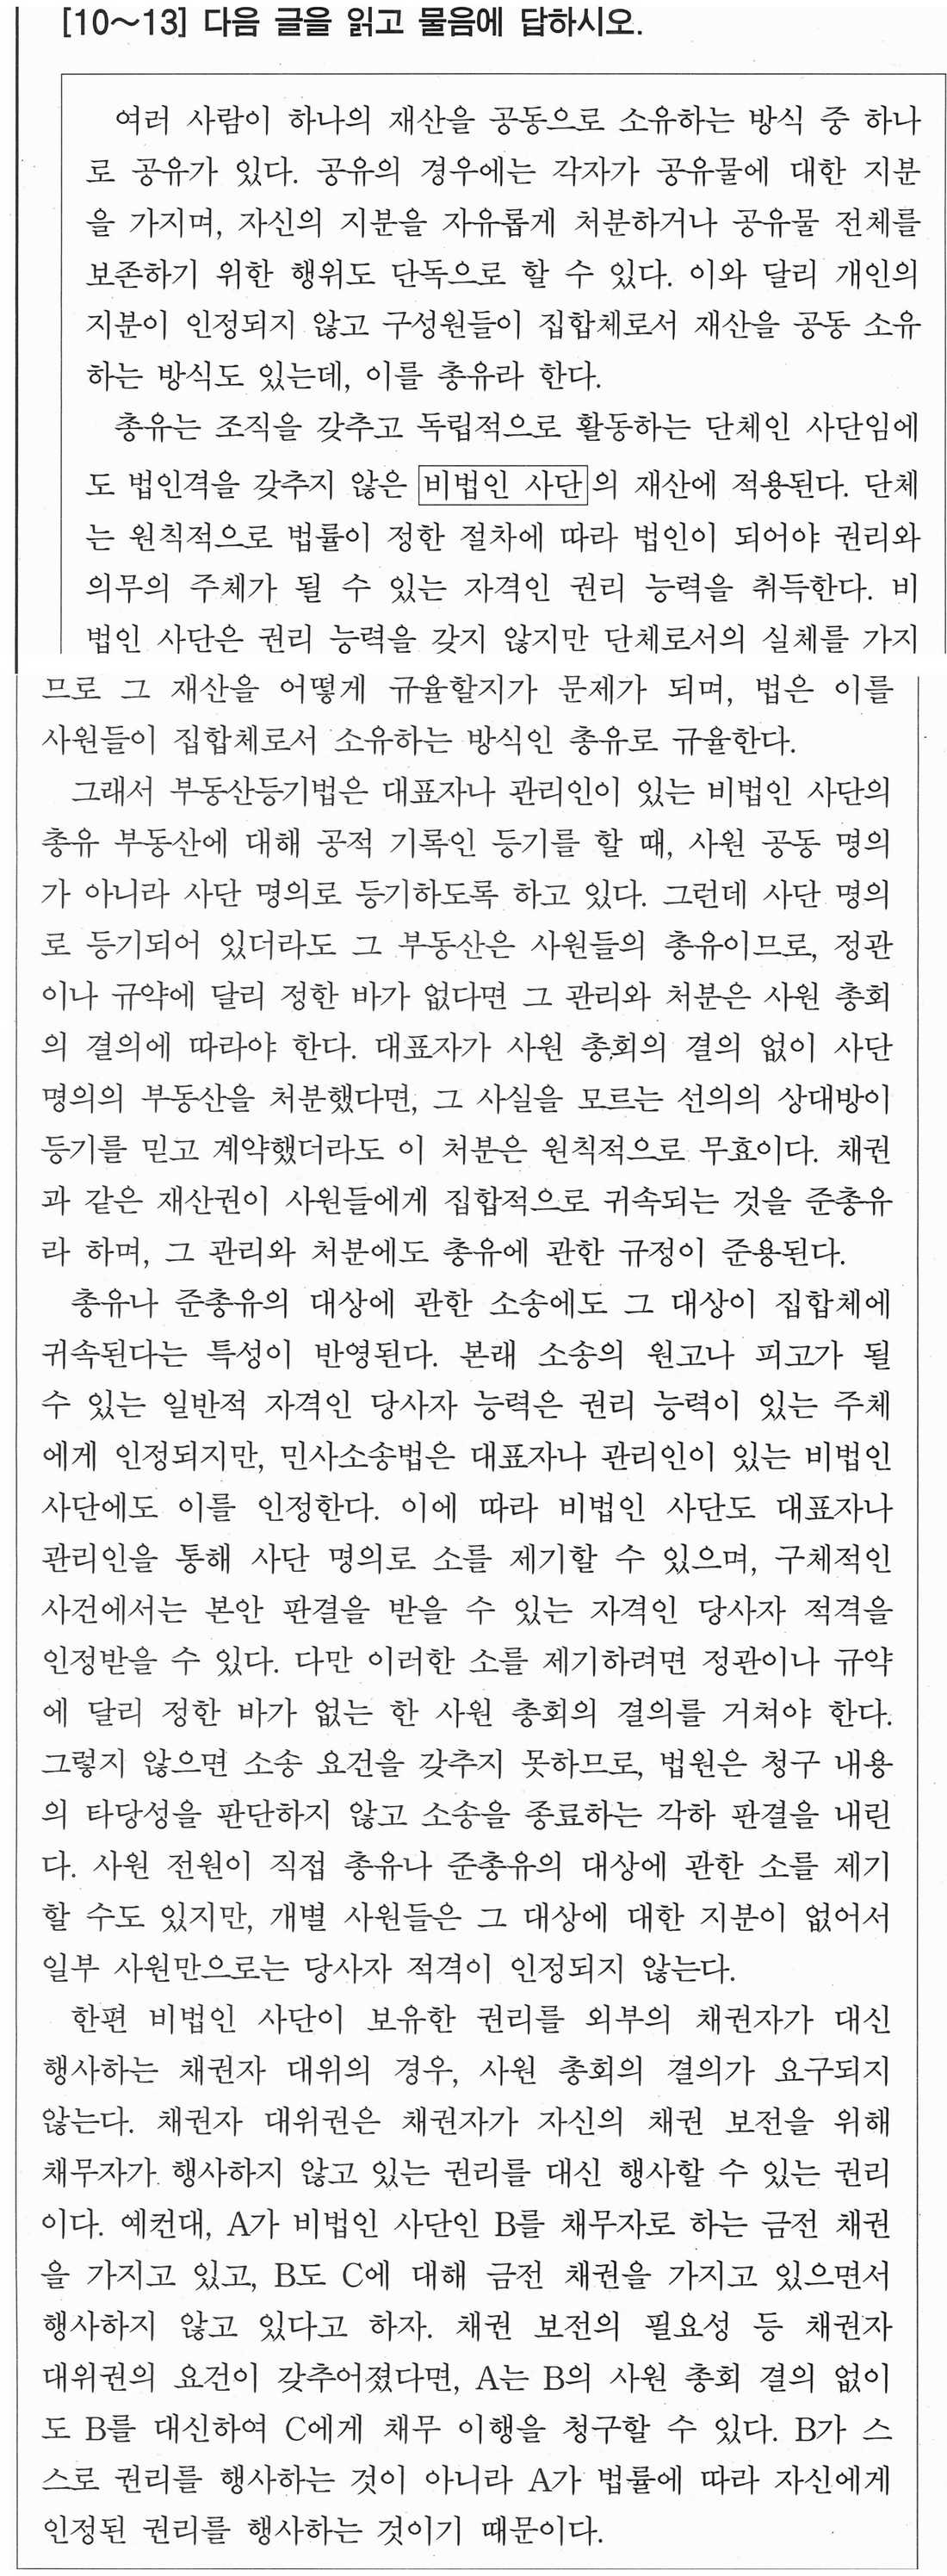 [10～13] 다음 글을 읽고 물음에 답하시오.
여러 사람이 하나의 재산을 공동으로 소유하는 방식 중 하나
로 공유가 있다. 공유의 경우에는 각자가 공유물에 대한 지분
을 가지며, 자신의 지분을 자유롭게 처분하거나 공유물 전체를
보존하기 위한 행위도 단독으로 할 수 있다. 이와 달리 개인의
지분이 인정되지 않고 구성원들이 집합체로서 재산을 공동 소유
하는 방식도 있는데, 이를 총유라 한다.
총유는 조직을 갖추고 독립적으로 활동하는 단체인 사단임에
도 법인격을 갖추지 않은 비법인 사단의 재산에 적용된다. 단체
는 원칙적으로 법률이 정한 절차에 따라 법인이 되어야 권리와
의무의 주체가 될 수 있는 자격인 권리 능력을 취득한다. 비
법인 사단은 권리 능력을 갖지 않지만 단체로서의 실체를 가지
므로 그 재산을 어떻게 규율할지가 문제가 되며, 법은 이를
사원들이 집합체로서 소유하는 방식인 총유로 규율한다.
그래서 부동산등기법은 대표자나 관리인이 있는 비법인 사단의
총유 부동산에 대해 공적 기록인 등기를 할 때, 사원 공동 명의
가 아니라 사단 명의로 등기하도록 하고 있다. 그런데 사단 명의
로 등기되어 있더라도 그 부동산은 사원들의 총유이므로, 정관
이나 규약에 달리 정한 바가 없다면 그 관리와 처분은 사원 총회
의 결의에 따라야 한다. 대표자가 사원 총회의 결의 없이 사단
명의의 부동산을 처분했다면, 그 사실을 모르는 선의의 상대방이
등기를 믿고 계약했더라도 이 처분은 원칙적으로 무효이다. 채권
과 같은 재산권이 사원들에게 집합적으로 귀속되는 것을 준총유
라 하며, 그 관리와 처분에도 총유에 관한 규정이 준용된다.
총유나 준총유의 대상에 관한 소송에도 그 대상이 집합체에
귀속된다는 특성이 반영된다. 본래 소송의 원고나 피고가 될
수 있는 일반적 자격인 당사자 능력은 권리 능력이 있는 주체
에게 인정되지만, 민사소송법은 대표자나 관리인이 있는 비법인
사단에도 이를 인정한다. 이에 따라 비법인 사단도 대표자나
관리인을 통해 사단 명의로 소를 제기할 수 있으며, 구체적인
사건에서는 본안 판결을 받을 수 있는 자격인 당사자 적격을
인정받을 수 있다. 다만 이러한 소를 제기하려면 정관이나 규약
에 달리 정한 바가 없는 한 사원 총회의 결의를 거쳐야 한다.
그렇지 않으면 소송 요건을 갖추지 못하므로, 법원은 청구 내용
의 타당성을 판단하지 않고 소송을 종료하는 각하 판결을 내린
다. 사원 전원이 직접 총유나 준총유의 대상에 관한 소를 제기
할 수도 있지만, 개별 사원들은 그 대상에 대한 지분이 없어서
일부 사원만으로는 당사자 적격이 인정되지 않는다.
한편 비법인 사단이 보유한 권리를 외부의 채권자가 대신
행사하는 채권자 대위의 경우, 사원 총회의 결의가 요구되지
않는다. 채권자 대위권은 채권자가 자신의 채권 보전을 위해
채무자가 행사하지 않고 있는 권리를 대신 행사할 수 있는 권리
이다. 예컨대, A가 비법인 사단인 B를 채무자로 하는 금전 채권
을 가지고 있고, B도 C에 대해 금전 채권을 가지고 있으면서
행사하지 않고 있다고 하자. 채권 보전의 필요성 등 채권자
대위권의 요건이 갖추어졌다면, A는 B의 사원 총회 결의 없이
도 B를 대신하여 C에게 채무 이행을 청구할 수 있다. B가 스
스로 권리를 행사하는 것이 아니라 A가 법률에 따라 자신에게
인정된 권리를 행사하는 것이기 때문이다.